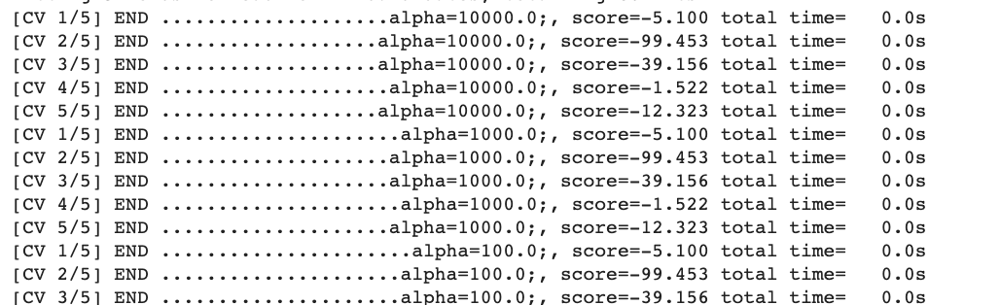 [CV 1/5] END ....................alpha=10000.0;, score=-5.100 total time=   0.0s
[CV 2/5] END ...................alpha=10000.0;, score=-99.453 total time=   0.0s
[CV 3/5] END ...................alpha=10000.0;, score=-39.156 total time=   0.0s
[CV 4/5] END ....................alpha=10000.0;, score=-1.522 total time=   0.0s
[CV 5/5] END ...................alpha=10000.0;, score=-12.323 total time=   0.0s
[CV 1/5] END .....................alpha=1000.0;, score=-5.100 total time=   0.0s
[CV 2/5] END ....................alpha=1000.0;, score=-99.453 total time=   0.0s
[CV 3/5] END ....................alpha=1000.0;, score=-39.156 total time=   0.0s
[CV 4/5] END .....................alpha=1000.0;, score=-1.522 total time=   0.0s
[CV 5/5] END ....................alpha=1000.0;, score=-12.323 total time=   0.0s
[CV 1/5] END ......................alpha=100.0;, score=-5.100 total time=   0.0s
[CV 2/5] END .....................alpha=100.0;, score=-99.453 total time=   0.0s
[CV 3/5] END .....................alpha=100.0;, score=-39.156 total time=   0.0s